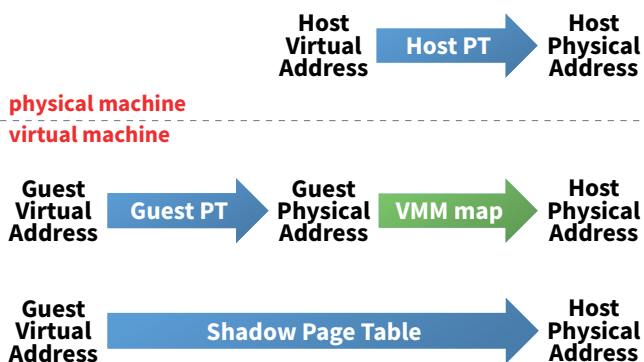 Host
Virtual
Address
Host PT
Host
Physical
Address
physical machine
virtual machine
Guest
Virtual
Address
Guest PT
Guest
Physical
Address
VMM map
Host
Physical
Address
Guest
Virtual
Address
Shadow Page Table
Host
Physical
Address